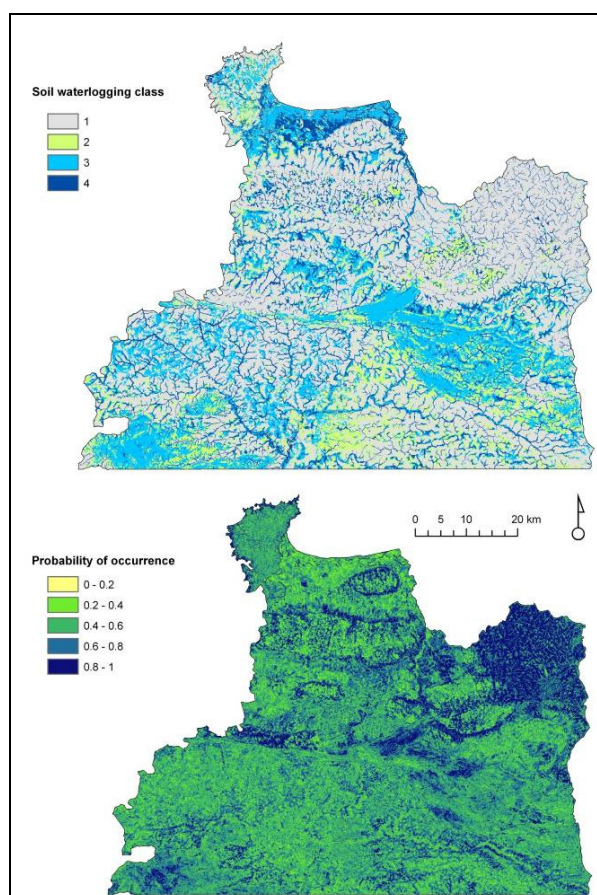 Soil waterlogging class
1
2
3
4
0 5 10 20 km
Probability of occurrence
0 - 0.2
0.2 - 0.4
0.4 - 0.6
0.6 - 0.8
0.8 - 1